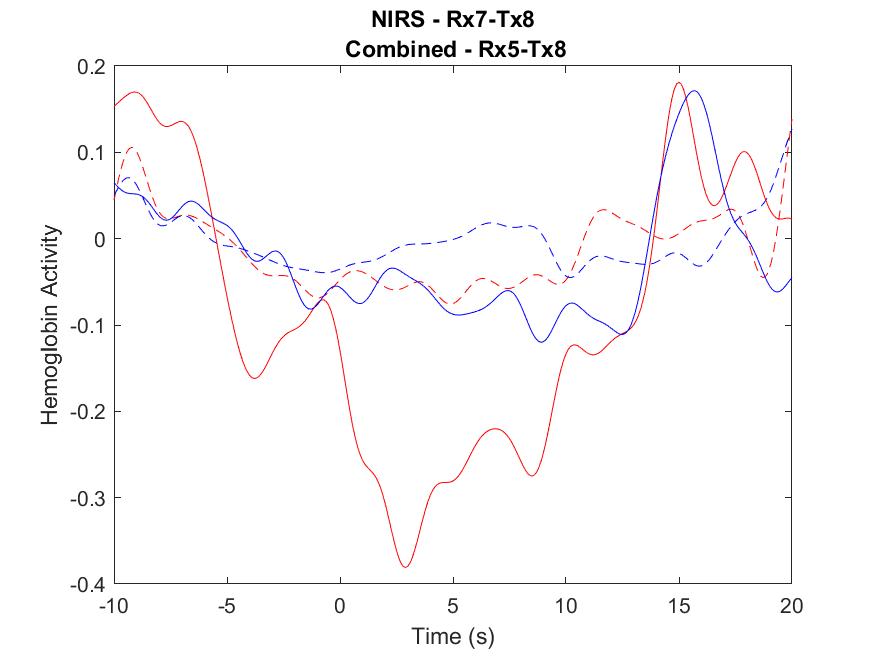 NIRS - Rx7-Tx8
Combined - Rx5-Tx8
0.2
0.1
0
-0.1
-0.2
-0.3
-0.4
Hemoglobin Activity
-10 -5 0 5 10 15 20
Time (s)